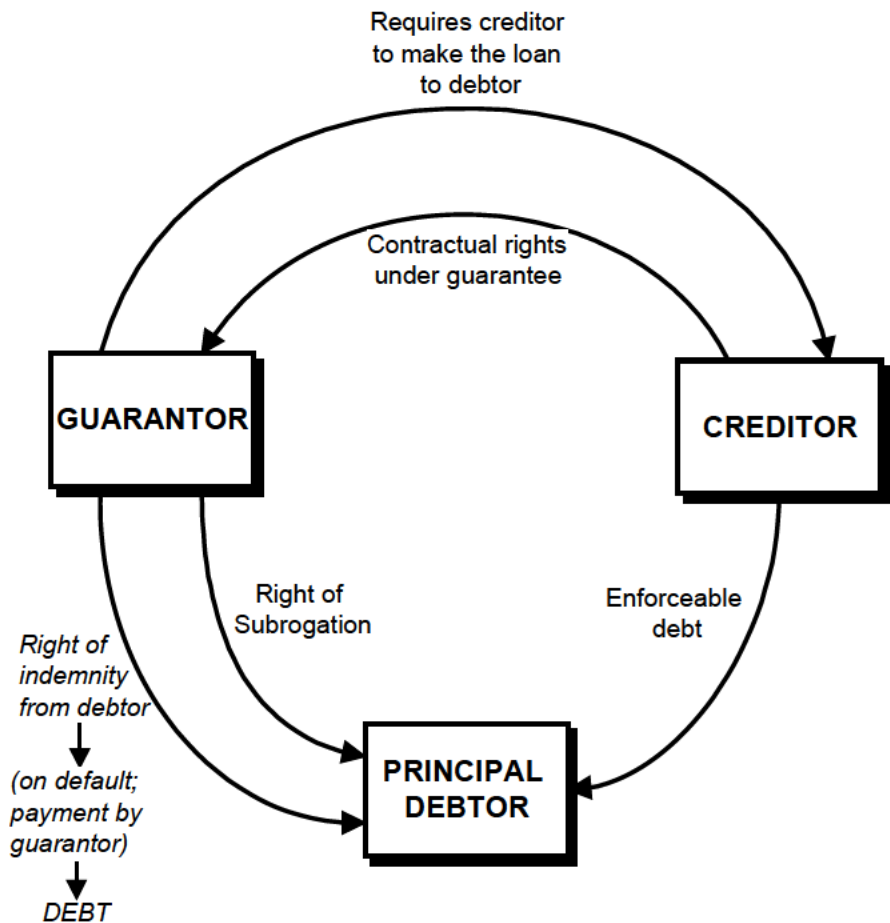 Requires creditor
to make the loan
to debtor
Contractual rights
under guarantee
GUARANTOR
CREDITOR
Right of
Subrogation
Enforceable
debt
Right of
indemnity
from debtor
(on default;
payment by
guarantor)
DEBT
PRINCIPAL
DEBTOR